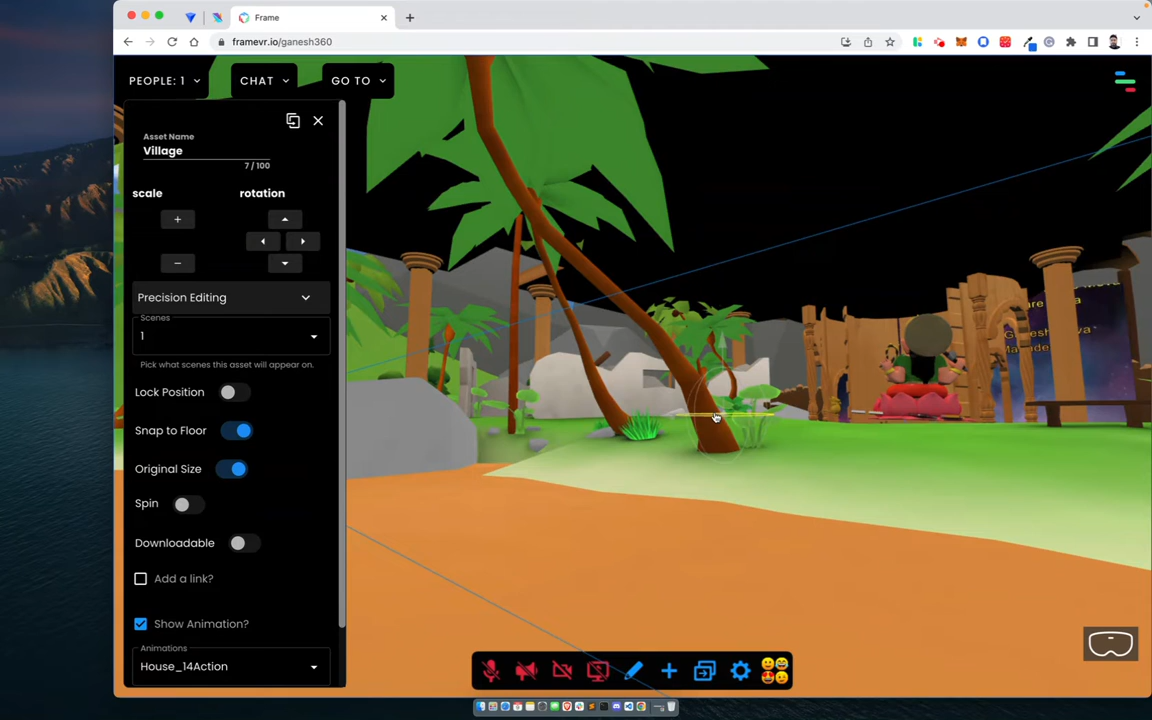 Frame
framevr.io/ganesh360
PEOPLE: 1
CHAT
GO TO
Asset Name
Village
7 / 100
scale
rotation
Precision Editing
Scenes
1
Pick what scenes this asset will appear on.
Lock Position
Snap to Floor
Original Size
Spin
Downloadable
Add a link?
Show Animation?
Animations
House_14Action